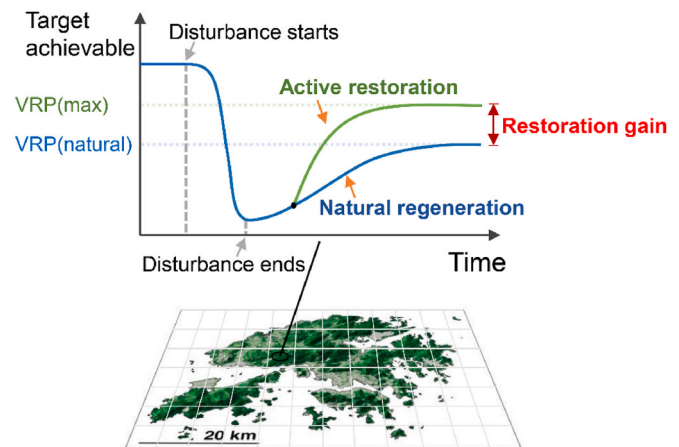 Target
achievable
Disturbance starts
VRP(max)
Active restoration
VRP(natural)
Restoration gain
Natural regeneration
Disturbance ends
Time
20 km